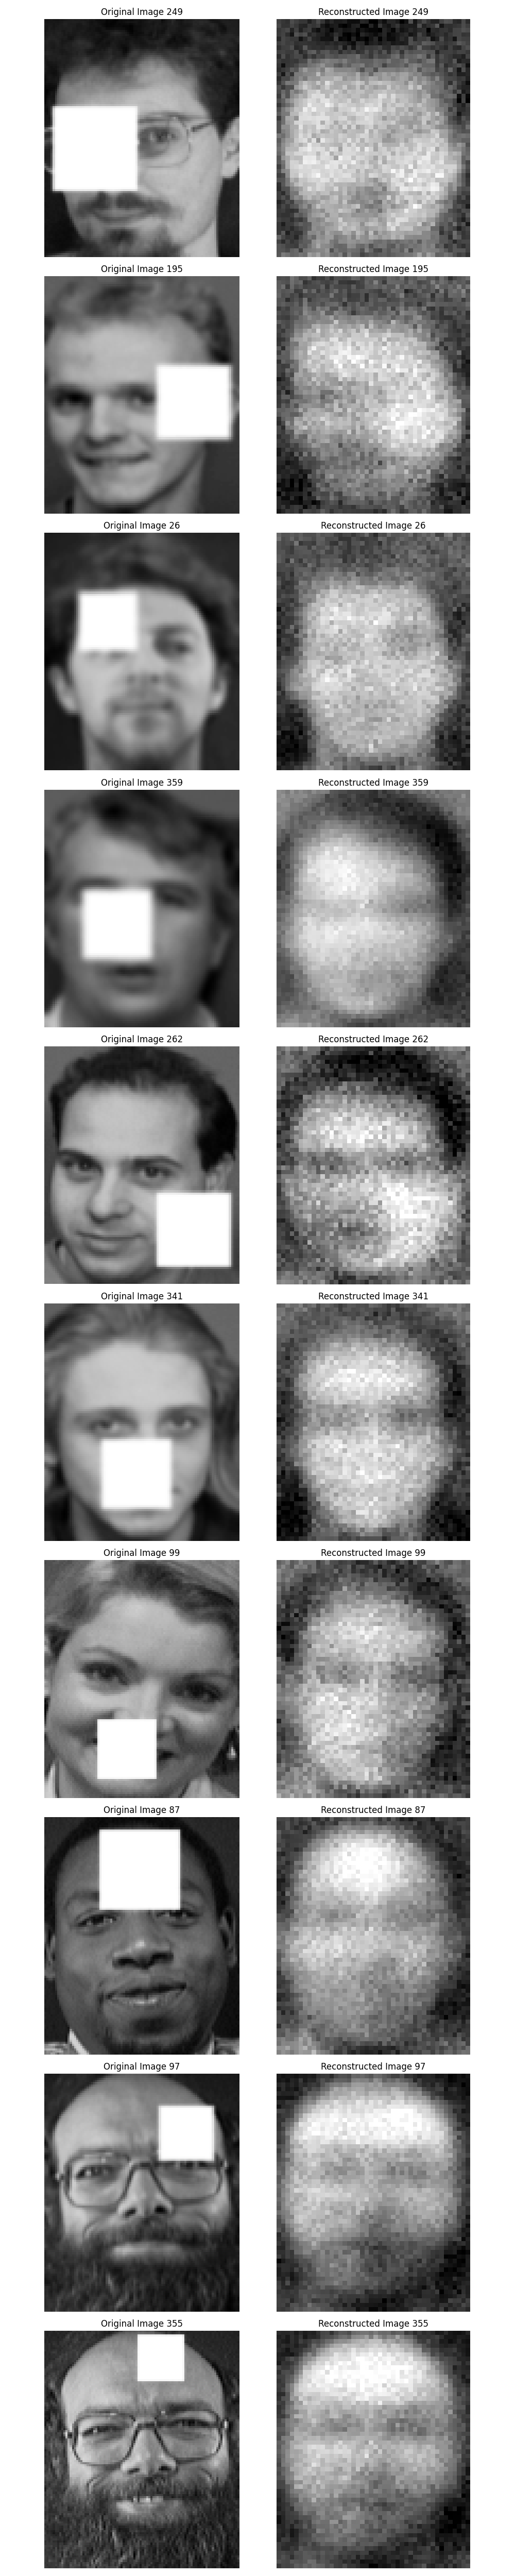 Original Image 249 Reconstructed Image 249
Original Image 195 Reconstructed Image 195
Original Image 26 Reconstructed Image 26
Original Image 359 Reconstructed Image 359
Original Image 262 Reconstructed Image 262
Original Image 341 Reconstructed Image 341
Original Image 99 Reconstructed Image 99
Original Image 87 Reconstructed Image 87
Original Image 97 Reconstructed Image 97
Original Image 355 Reconstructed Image 355